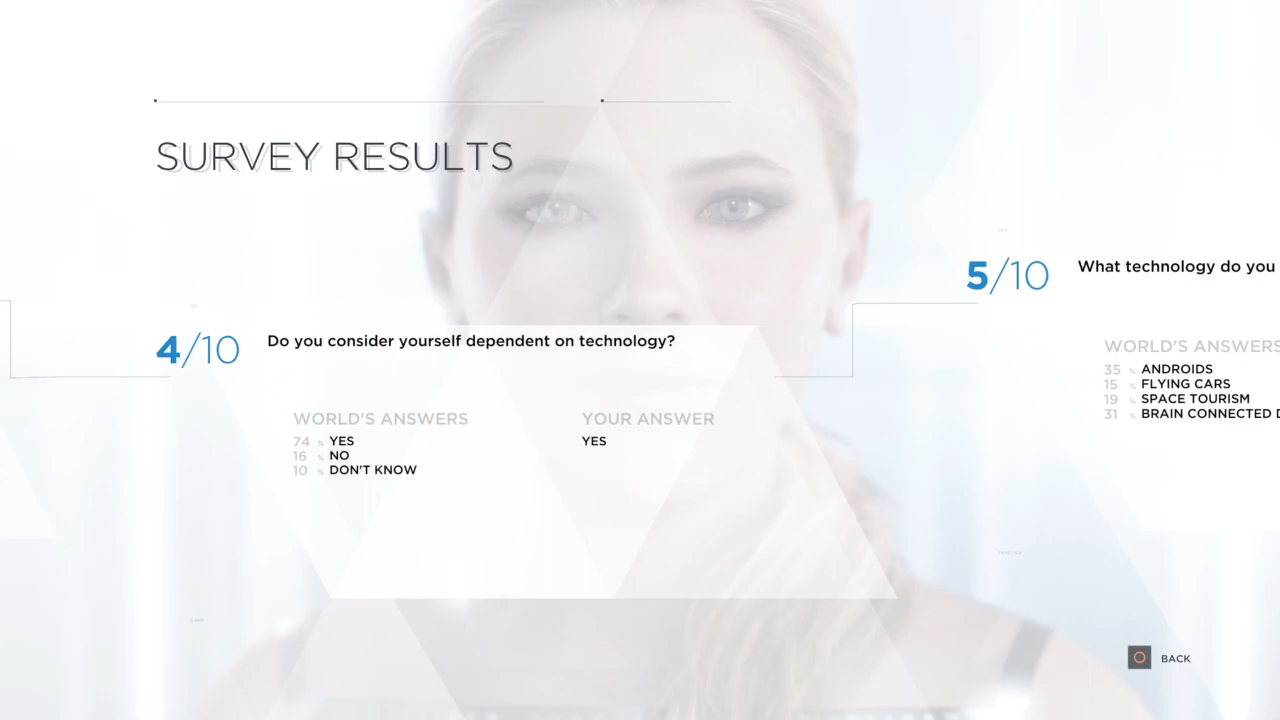 SURVEY RESULTS
4/10
Do you consider yourself dependent on technology?
WORLD'S ANSWERS
74 % YES
16 % NO
10 % DON'T KNOW
YOUR ANSWER
YES
5/10
What technology do you
WORLD'S ANSWERS
35 % ANDROIDS
15 % FLYING CARS
19 % SPACE TOURISM
31 % BRAIN CONNECTED
BACK